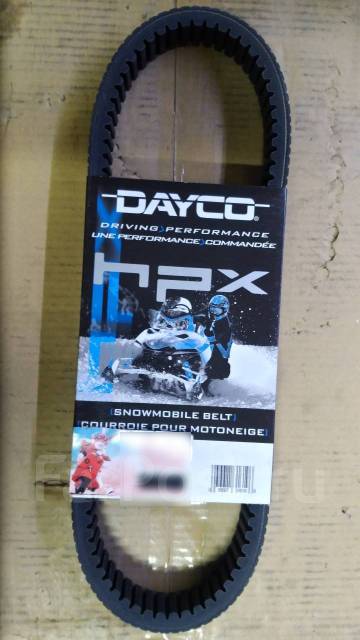 DAYCO®
DRIVING>PERFORMANCE
UNE PERFORMANCE>COMMANDÉE
HPX
[SNOWMOBILE BELT]
[COURROIE POUR MOTONEIGE]